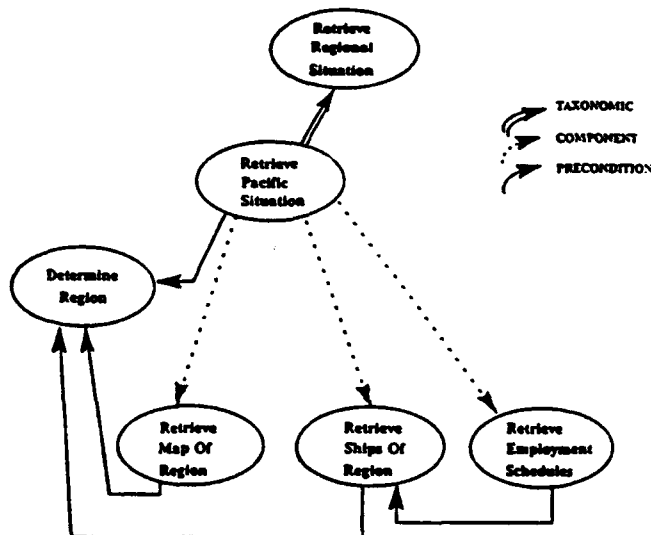 Retrieve
Regional
Situation
TAXONOMIC
COMPONENT
PRECONDITION
Retrieve
Pacific
Situation
Determine
Region
Retrieve
Map Of
Region
Retrieve
Ships Of
Region
Retrieve
Employment
Schedules